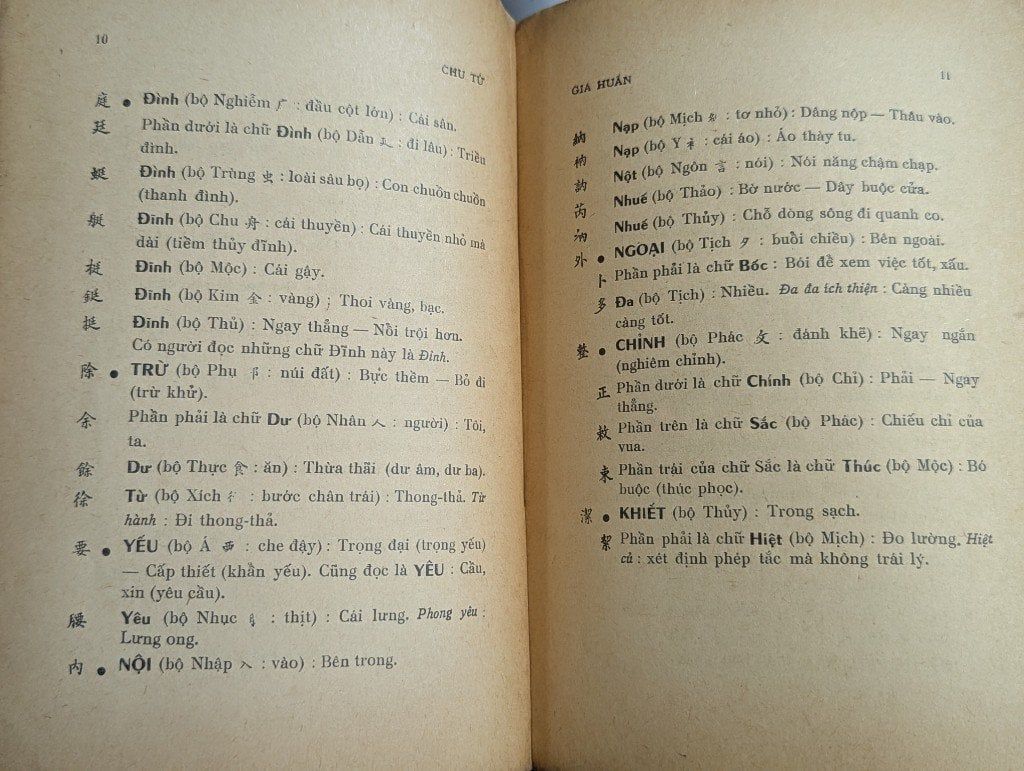 10
CHU TỬ
庭 ● Đình (bộ Nghiễm 广 : đầu cột lớn) : Cái sân.
廷 Phần dưới là chữ Đình (bộ Dẫn 廴 : đi lâu) : Triều
đình.
蜓 Đình (bộ Trùng 虫 : loài sâu bọ) : Con chuồn chuồn
(thanh đình).
艇 Đĩnh (bộ Chu 舟 : cái thuyền) : Cái thuyền nhỏ mà
dài (tiềm thủy đĩnh).
梃 Đĩnh (bộ Mộc) : Cái gậy.
鋌 Đĩnh (bộ Kim 金 : vàng) ; Thoi vàng, bạc.
挺 Đĩnh (bộ Thủ) : Ngay thẳng — Nổi trội hơn.
Có người đọc những chữ Đĩnh này là Đỉnh.
除 ● TRỪ (bộ Phụ 阝 : núi đất) : Bực thềm — Bỏ đi
(trừ khử).
余 Phần phải là chữ Dư (bộ Nhân 人 : người) : Tôi,
ta.
餘 Dư (bộ Thực 食 : ăn) : Thừa thãi (dư âm, dư ba).
徐 Từ (bộ Xích 彳 : bước chân trái) : Thong-thả. Từ
hành : Đi thong-thả.
要 ● YẾU (bộ Á 襾 : che đậy) : Trọng đại (trọng yếu)
— Cấp thiết (khẩn yếu). Cũng đọc là YÊU : Cầu,
xin (yêu cầu).
腰 Yêu (bộ Nhục : thịt) : Cái lưng. Phong yêu :
Lưng ong.
內 ● NỘI (bộ Nhập 入 : vào) : Bên trong.
GIA HUẤN
11
納 Nạp (bộ Mịch 糸 : tơ nhỏ) : Dâng nộp — Thâu vào.
衲 Nạp (bộ Y 衤 : cái áo) : Áo thày tu.
訥 Nột (bộ Ngôn 言 : nói) : Nói năng chậm chạp.
芮 Nhuế (bộ Thảo) : Bờ nước — Dây buộc cửa.
汭 Nhuế (bộ Thủy) : Chỗ dòng sông đi quanh co.
外 ● NGOẠI (bộ Tịch 夕 : buổi chiều) : Bên ngoài.
卜 Phần phải là chữ Bốc : Bói để xem việc tốt, xấu.
多 Đa (bộ Tịch) : Nhiều. Đa đa ích thiện : Càng nhiều
càng tốt.
整 ● CHỈNH (bộ Phác 攵 : đánh khẽ) : Ngay ngắn
(nghiêm chỉnh).
正 Phần dưới là chữ Chính (bộ Chỉ) : Phải — Ngay
thẳng.
敕 Phần trên là chữ Sắc (bộ Phác) : Chiếu chỉ của
vua.
束 Phần trái của chữ Sắc là chữ Thúc (bộ Mộc) : Bó
buộc (thúc phọc).
潔 ● KHIẾT (bộ Thủy) : Trong sạch.
絜 Phần phải là chữ Hiệt (bộ Mịch) : Đo lường. Hiệt
củ : xét định phép tắc mà không trái lý.